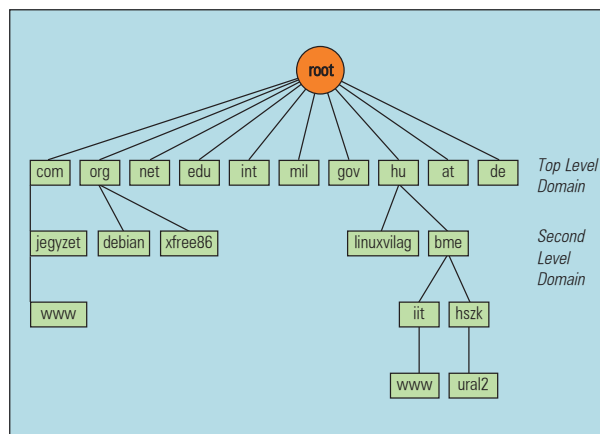 root
com org net edu int mil gov hu at de
Top Level
Domain
jegyzet debian xfree86 linuxvilag bme
Second
Level
Domain
www iit hszk
www ural2